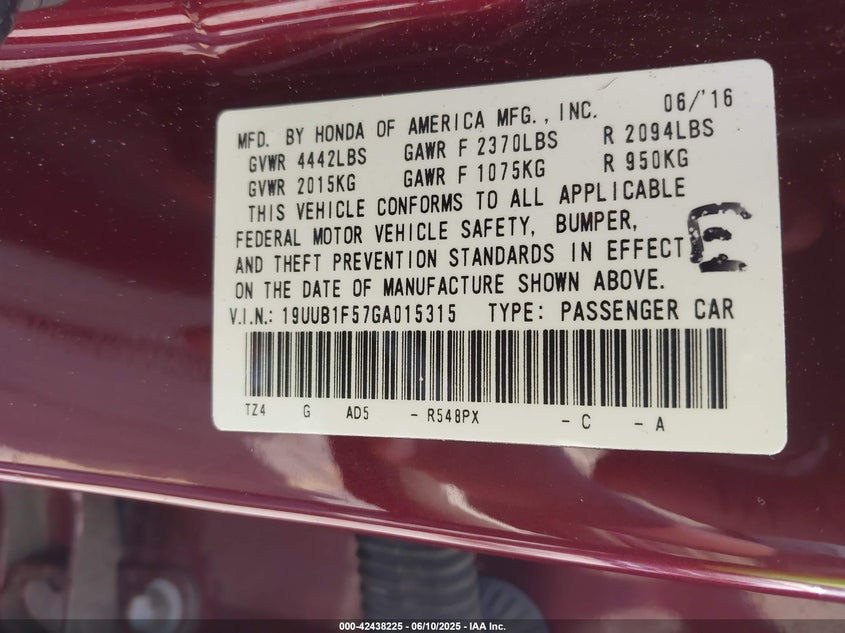 MFD. BY HONDA OF AMERICA MFG., INC. 06/'16
GVWR 4442LBS GAWR F 2370LBS R 2094LBS
GVWR 2015KG GAWR F 1075KG R 950KG
THIS VEHICLE CONFORMS TO ALL APPLICABLE
FEDERAL MOTOR VEHICLE SAFETY, BUMPER,
AND THEFT PREVENTION STANDARDS IN EFFECT
ON THE DATE OF MANUFACTURE SHOWN ABOVE.
E
V.I.N.: 19UUB1F57GA015315 TYPE: PASSENGER CAR
TZ4 G AD5 - R548PX - C - A
000-42438225 - 06/10/2025 - IAA Inc.